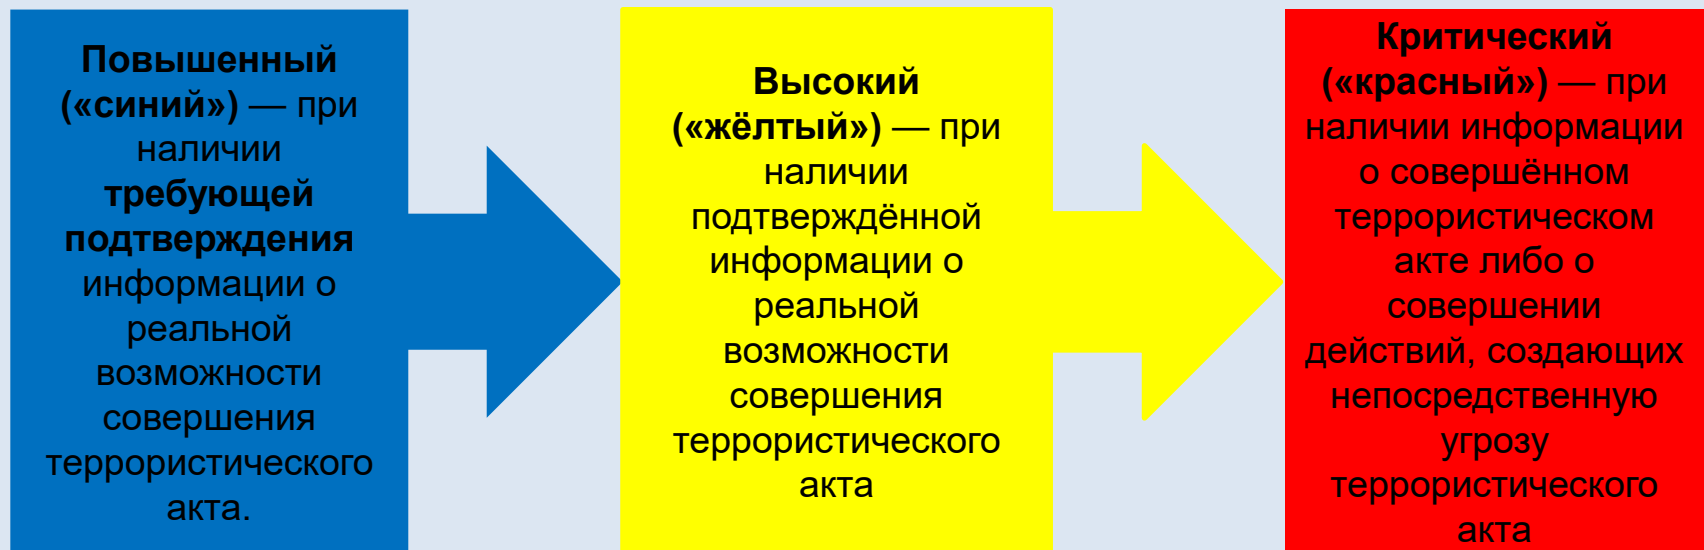 Повышенный
(«синий») — при
наличии
требующей
подтверждения
информации о
реальной
возможности
совершения
террористического
акта.
Высокий
(«жёлтый») — при
наличии
подтверждённой
информации о
реальной
возможности
совершения
террористического
акта
Критический
(«красный») — при
наличии информации
о совершённом
террористическом
акте либо о
совершении
действий, создающих
непосредственную
угрозу
террористического
акта